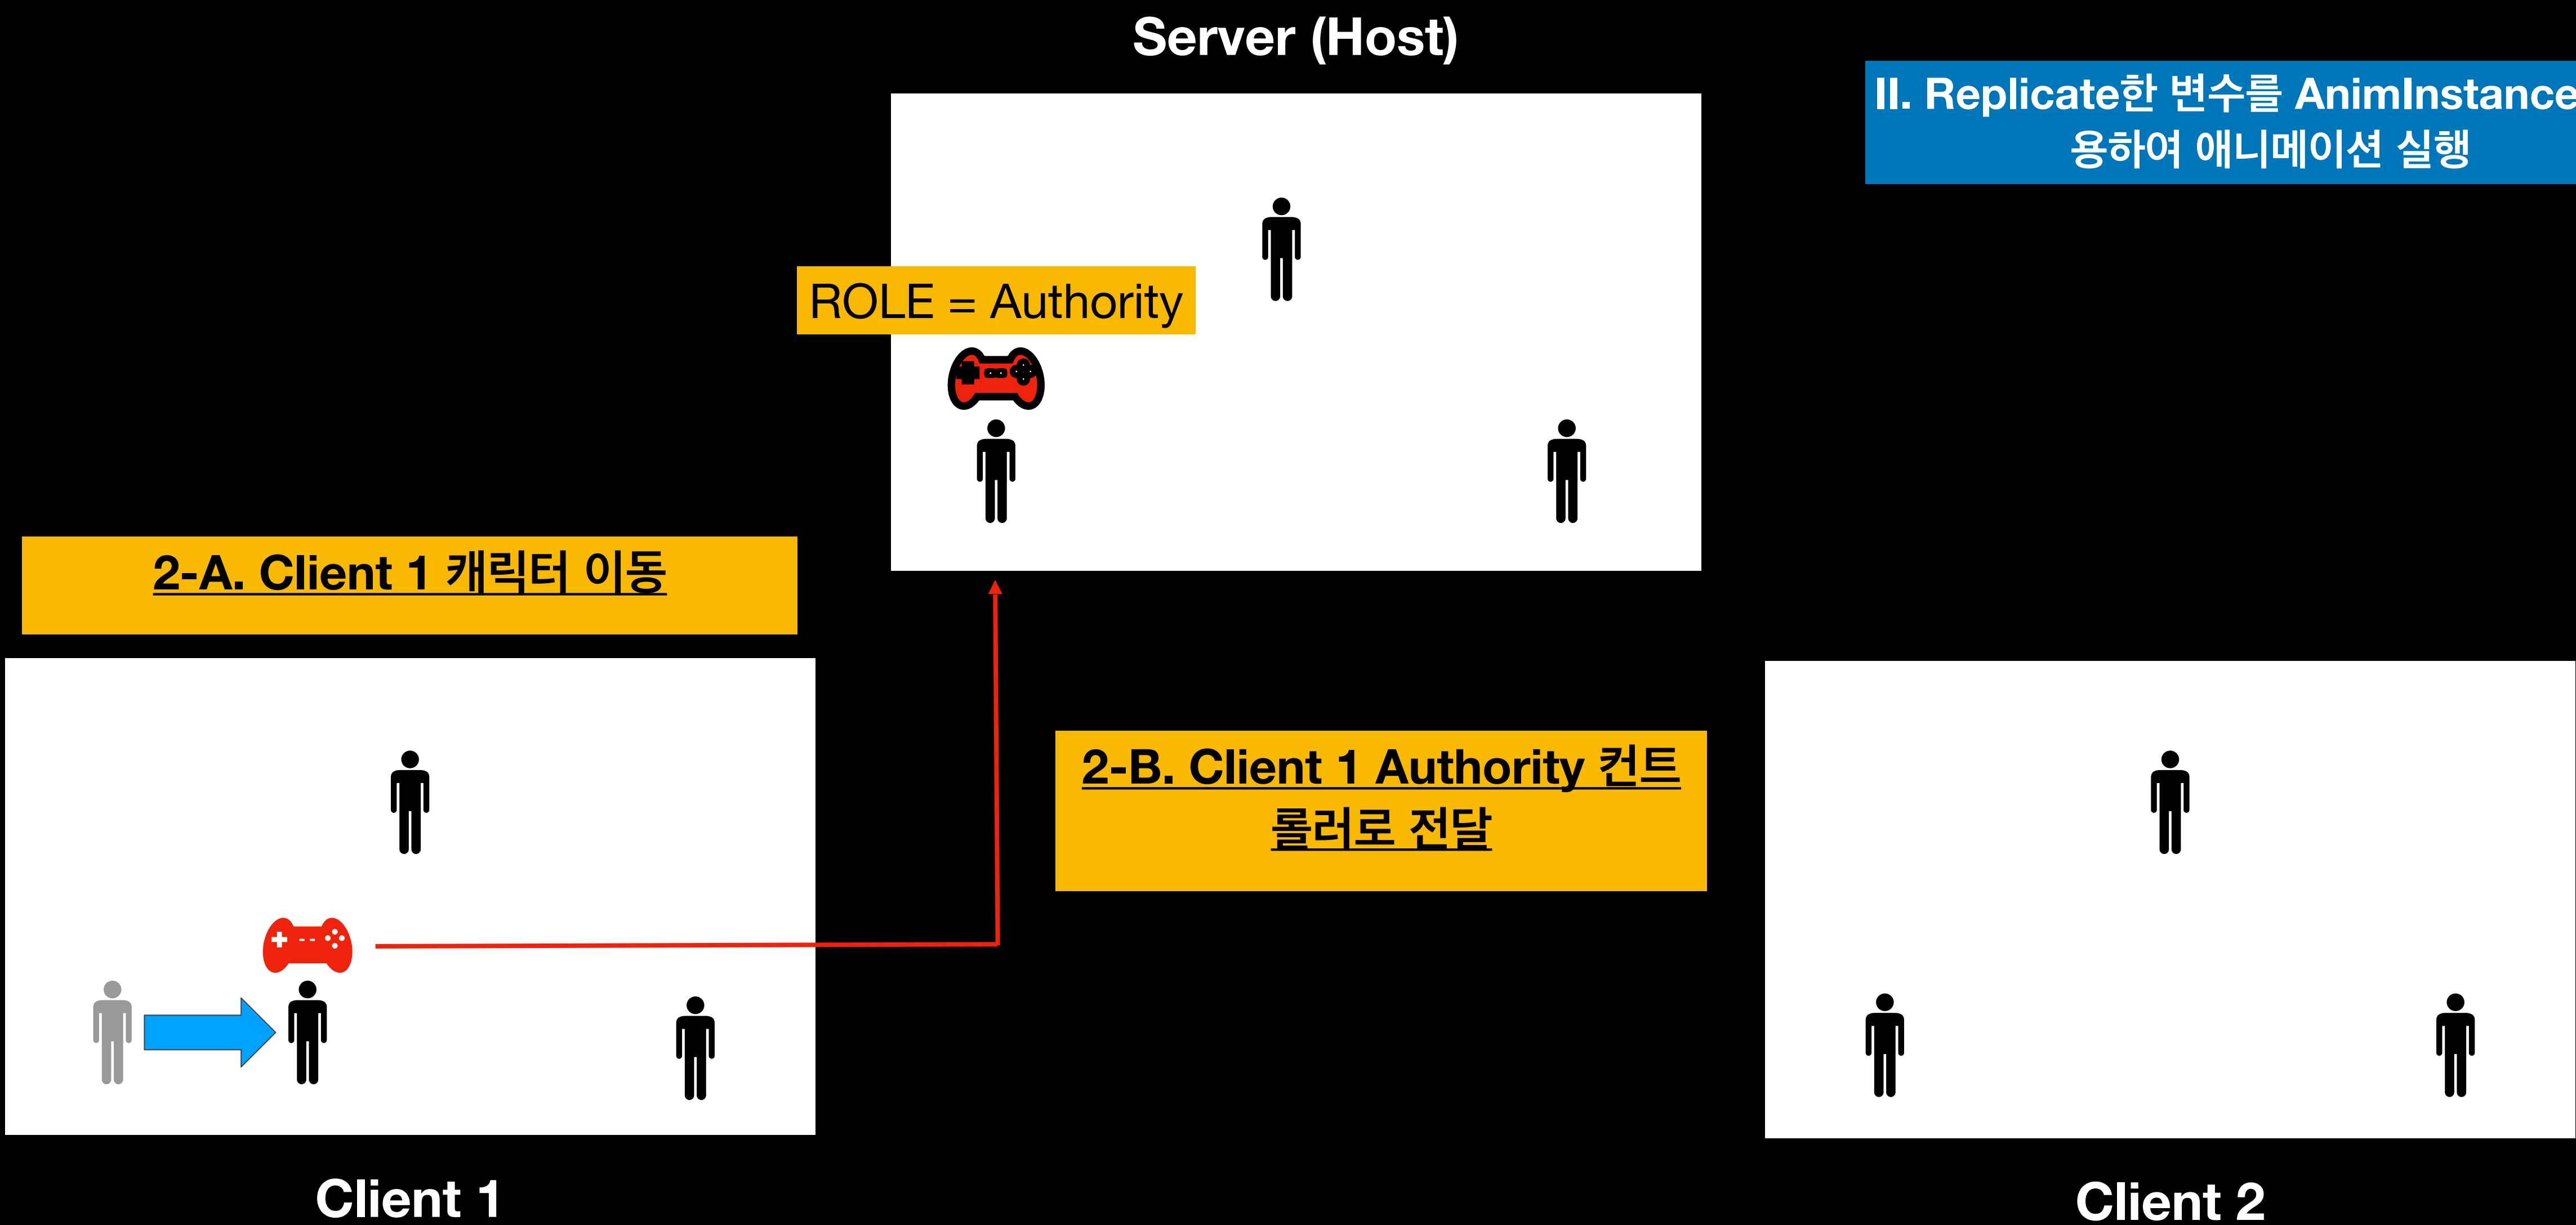 Server (Host)
II. Replicate한 변수를 AnimInstance
용하여 애니메이션 실행
ROLE = Authority
2-A. Client 1 캐릭터 이동
2-B. Client 1 Authority 컨트
롤러로 전달
Client 1
Client 2